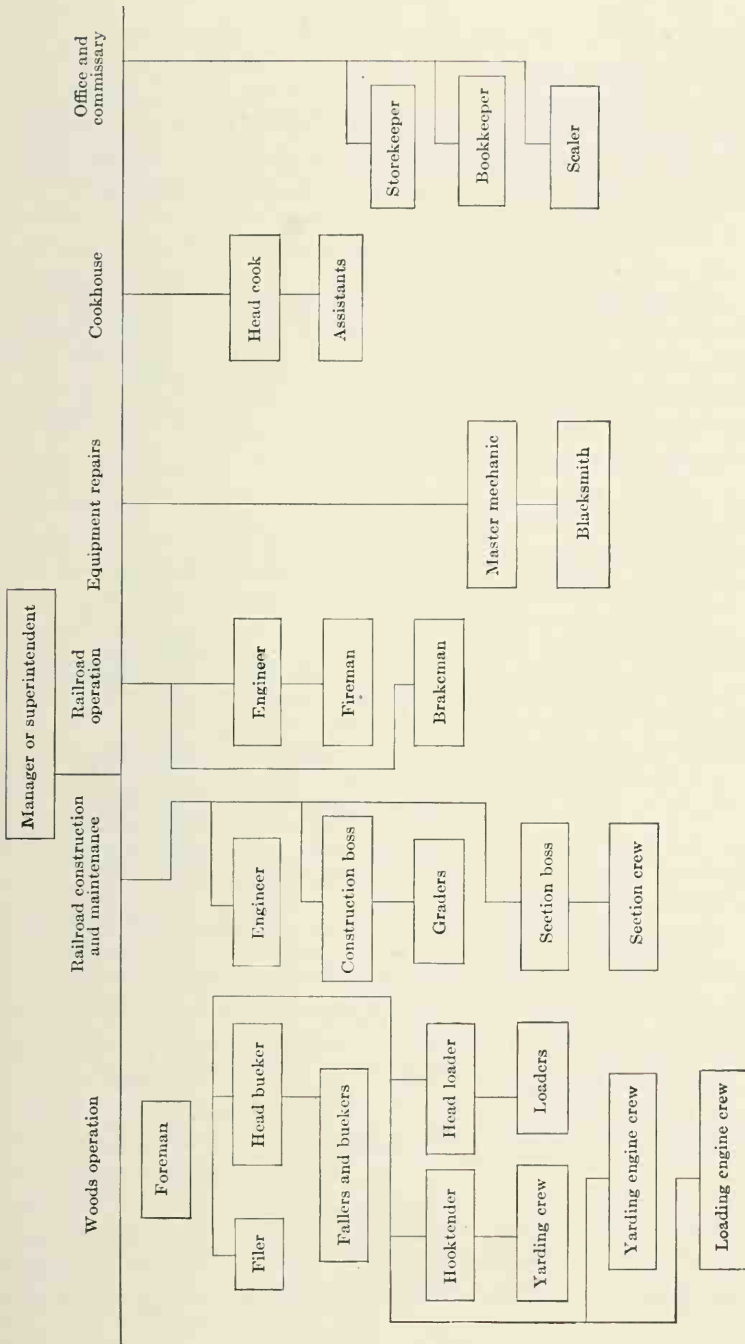 Manager or superintendent
Woods operation
Railroad construction
and maintenance
Railroad
operation
Equipment repairs
Cookhouse
Office and
commissary
Foreman
Filer
Head bucker
Fallers and buckers
Hooktender
Head loader
Yarding crew
Loaders
Yarding engine crew
Loading engine crew
Engineer
Construction boss
Graders
Section boss
Section crew
Engineer
Fireman
Brakeman
Master mechanic
Blacksmith
Head cook
Assistants
Storekeeper
Bookkeeper
Scaler